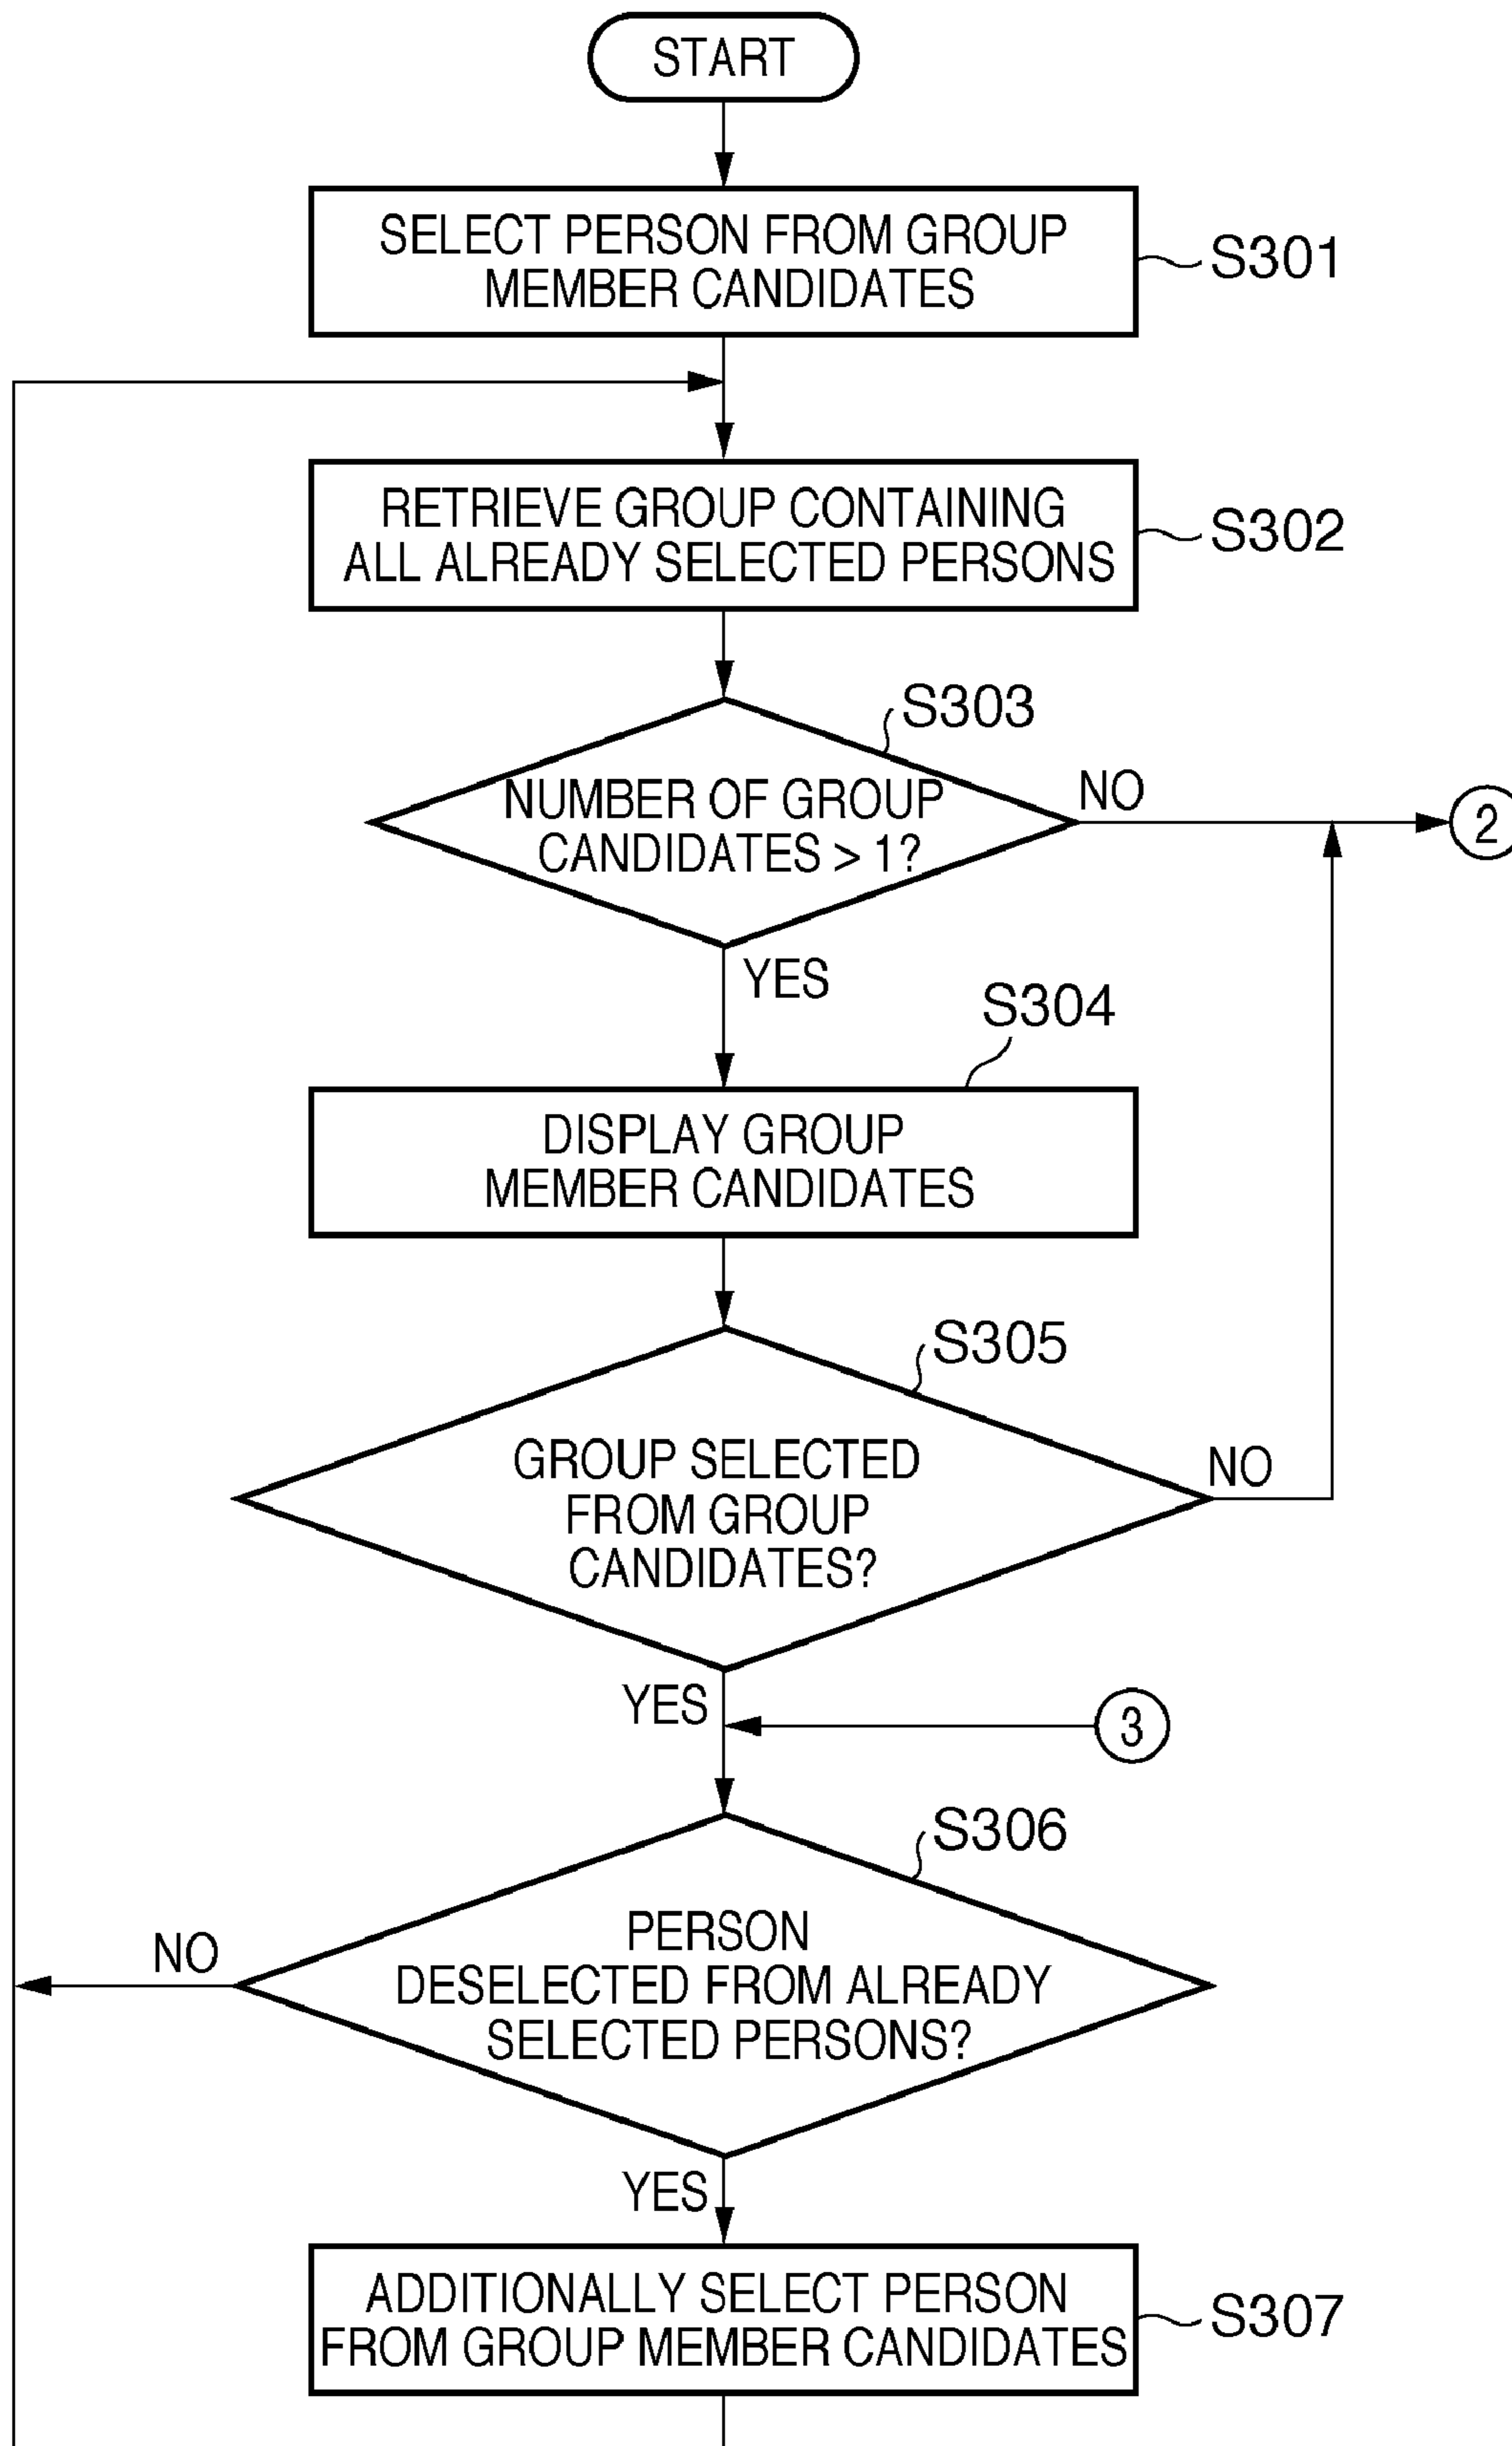 START
SELECT PERSON FROM GROUP
MEMBER CANDIDATES
S301
RETRIEVE GROUP CONTAINING
ALL ALREADY SELECTED PERSONS
S302
S303
NUMBER OF GROUP
CANDIDATES > 1?
NO
2
YES
S304
DISPLAY GROUP
MEMBER CANDIDATES
S305
GROUP SELECTED
FROM GROUP
CANDIDATES?
NO
YES
3
S306
PERSON
DESELECTED FROM ALREADY
SELECTED PERSONS?
NO
YES
ADDITIONALLY SELECT PERSON
FROM GROUP MEMBER CANDIDATES
S307